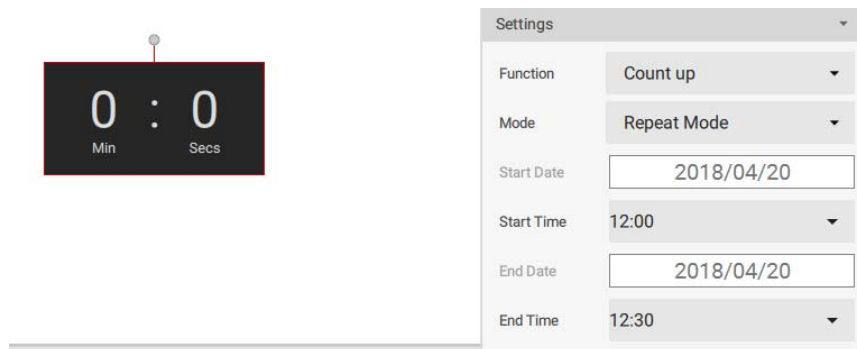 0 : 0
Min Secs
Settings
Function Count up
Mode Repeat Mode
Start Date 2018/04/20
Start Time 12:00
End Date 2018/04/20
End Time 12:30